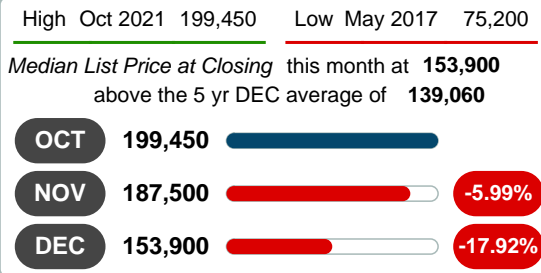 High Oct 2021 199,450 Low May 2017 75,200
Median List Price at Closing this month at 153,900
above the 5 yr DEC average of 139,060
OCT 199,450
NOV 187,500 -5.99%
DEC 153,900 -17.92%